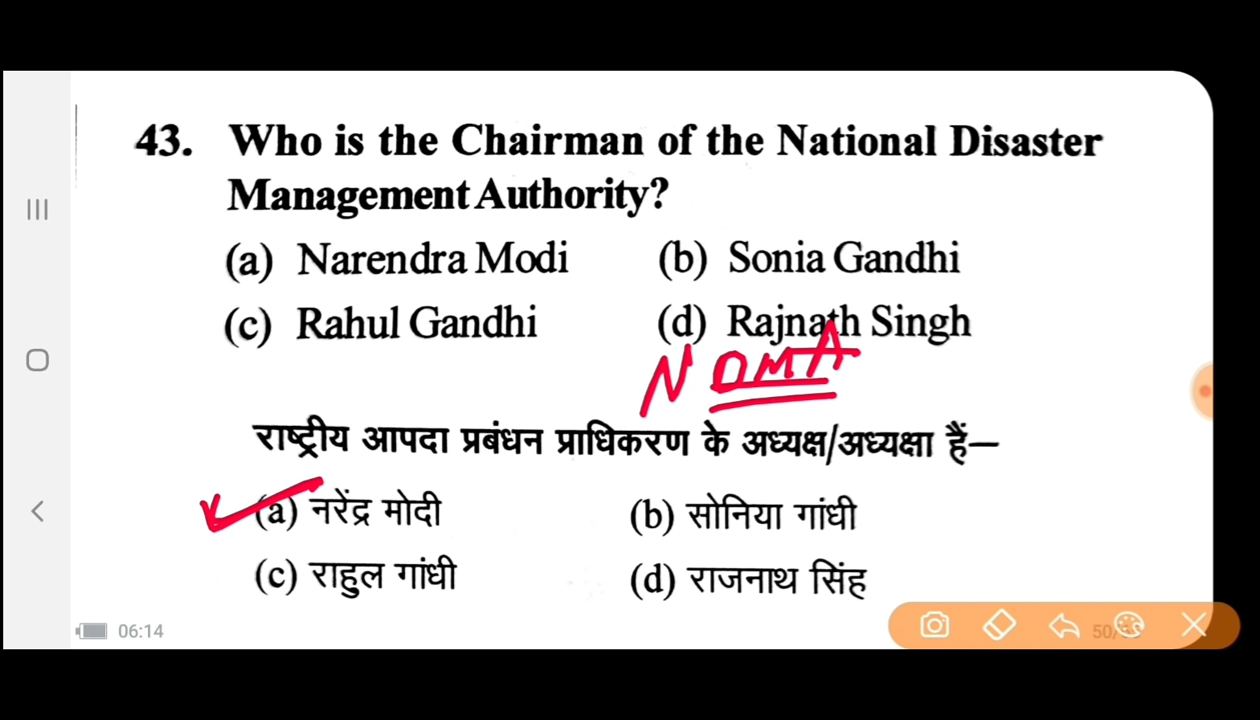 43. Who is the Chairman of the National Disaster
Management Authority?
(a) Narendra Modi (b) Sonia Gandhi
(c) Rahul Gandhi (d) Rajnath Singh
NDMA
राष्ट्रीय आपदा प्रबंधन प्राधिकरण के अध्यक्ष/अध्यक्षा हैं—
(a) नरेंद्र मोदी (b) सोनिया गांधी
(c) राहुल गांधी (d) राजनाथ सिंह
06:14